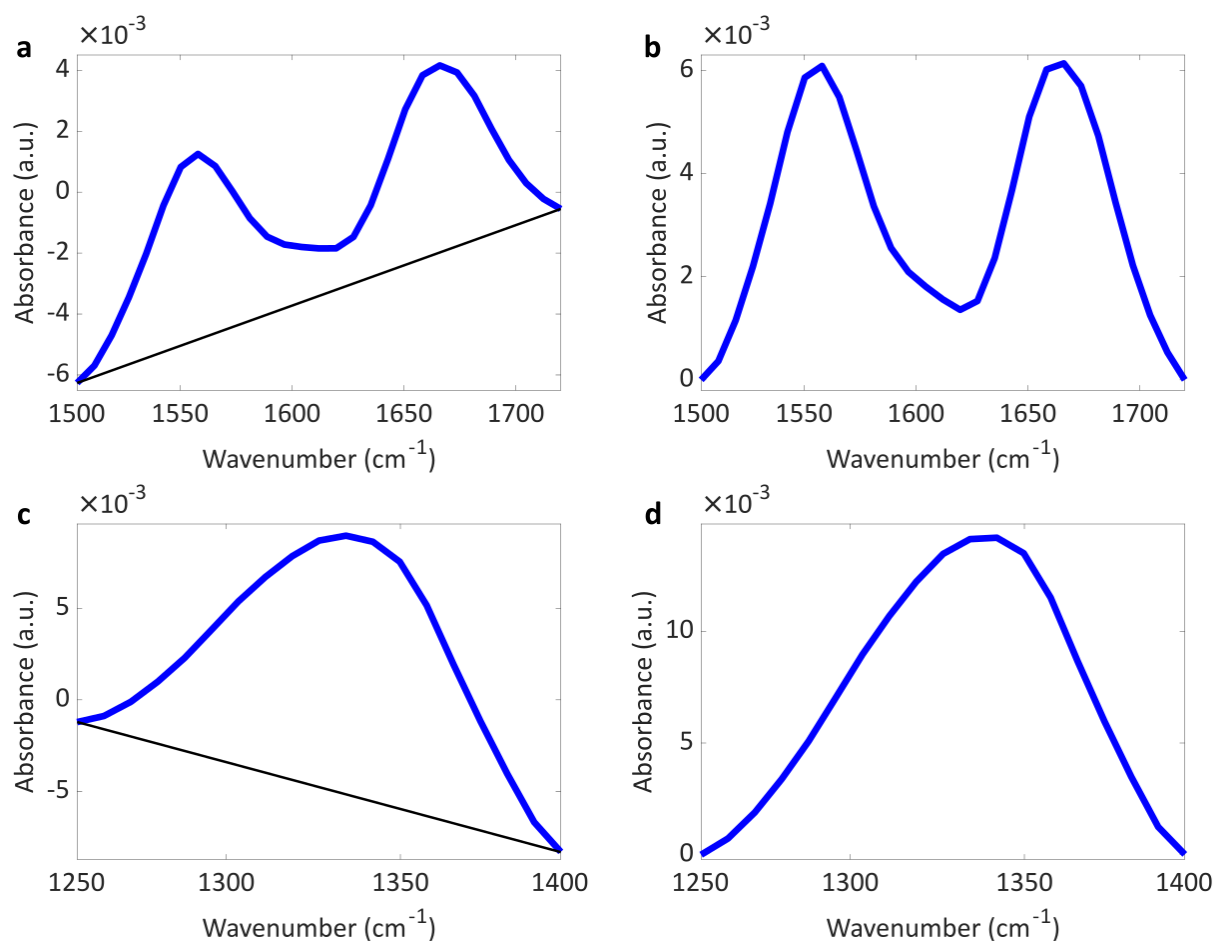 a
×10-3
4
2
0
-2
-4
-6
Absorbance (a.u.)
1500 1550 1600 1650 1700
Wavenumber (cm-1)
b
×10-3
6
4
2
0
Absorbance (a.u.)
1500 1550 1600 1650 1700
Wavenumber (cm-1)
c
×10-3
5
0
-5
Absorbance (a.u.)
1250 1300 1350 1400
Wavenumber (cm-1)
d
×10-3
10
5
0
Absorbance (a.u.)
1250 1300 1350 1400
Wavenumber (cm-1)